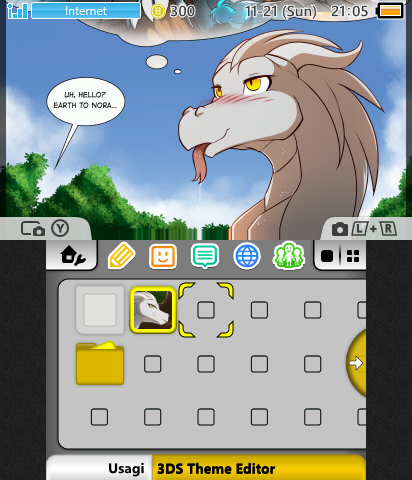 Internet
300
11-21 (Sun)
21:05
UH, HELLO?
EARTH TO NORA...
Y
L+R
Usagi
3DS Theme Editor